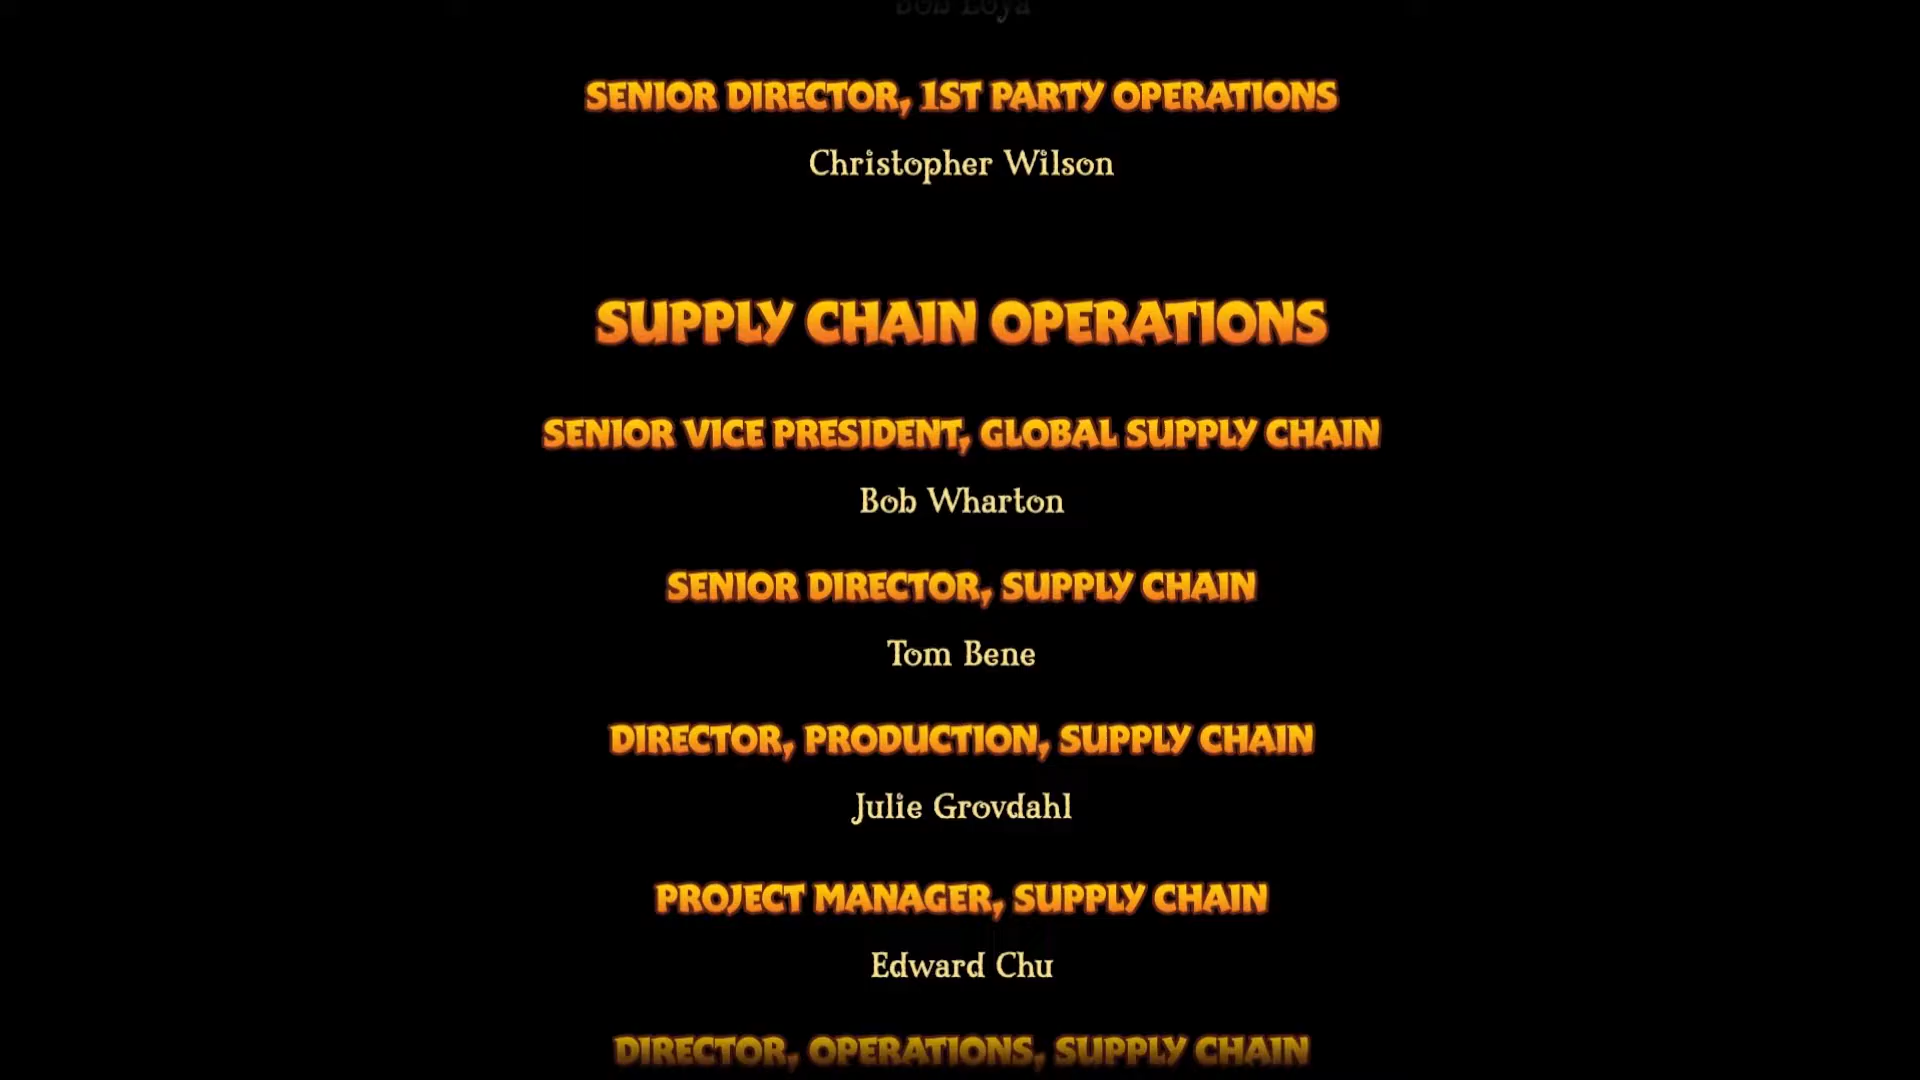 Bob Loya
SENIOR DIRECTOR, 1ST PARTY OPERATIONS
Christopher Wilson
SUPPLY CHAIN OPERATIONS
SENIOR VICE PRESIDENT, GLOBAL SUPPLY CHAIN
Bob Wharton
SENIOR DIRECTOR, SUPPLY CHAIN
Tom Bene
DIRECTOR, PRODUCTION, SUPPLY CHAIN
Julie Grovdahl
PROJECT MANAGER, SUPPLY CHAIN
Edward Chu
DIRECTOR, OPERATIONS, SUPPLY CHAIN